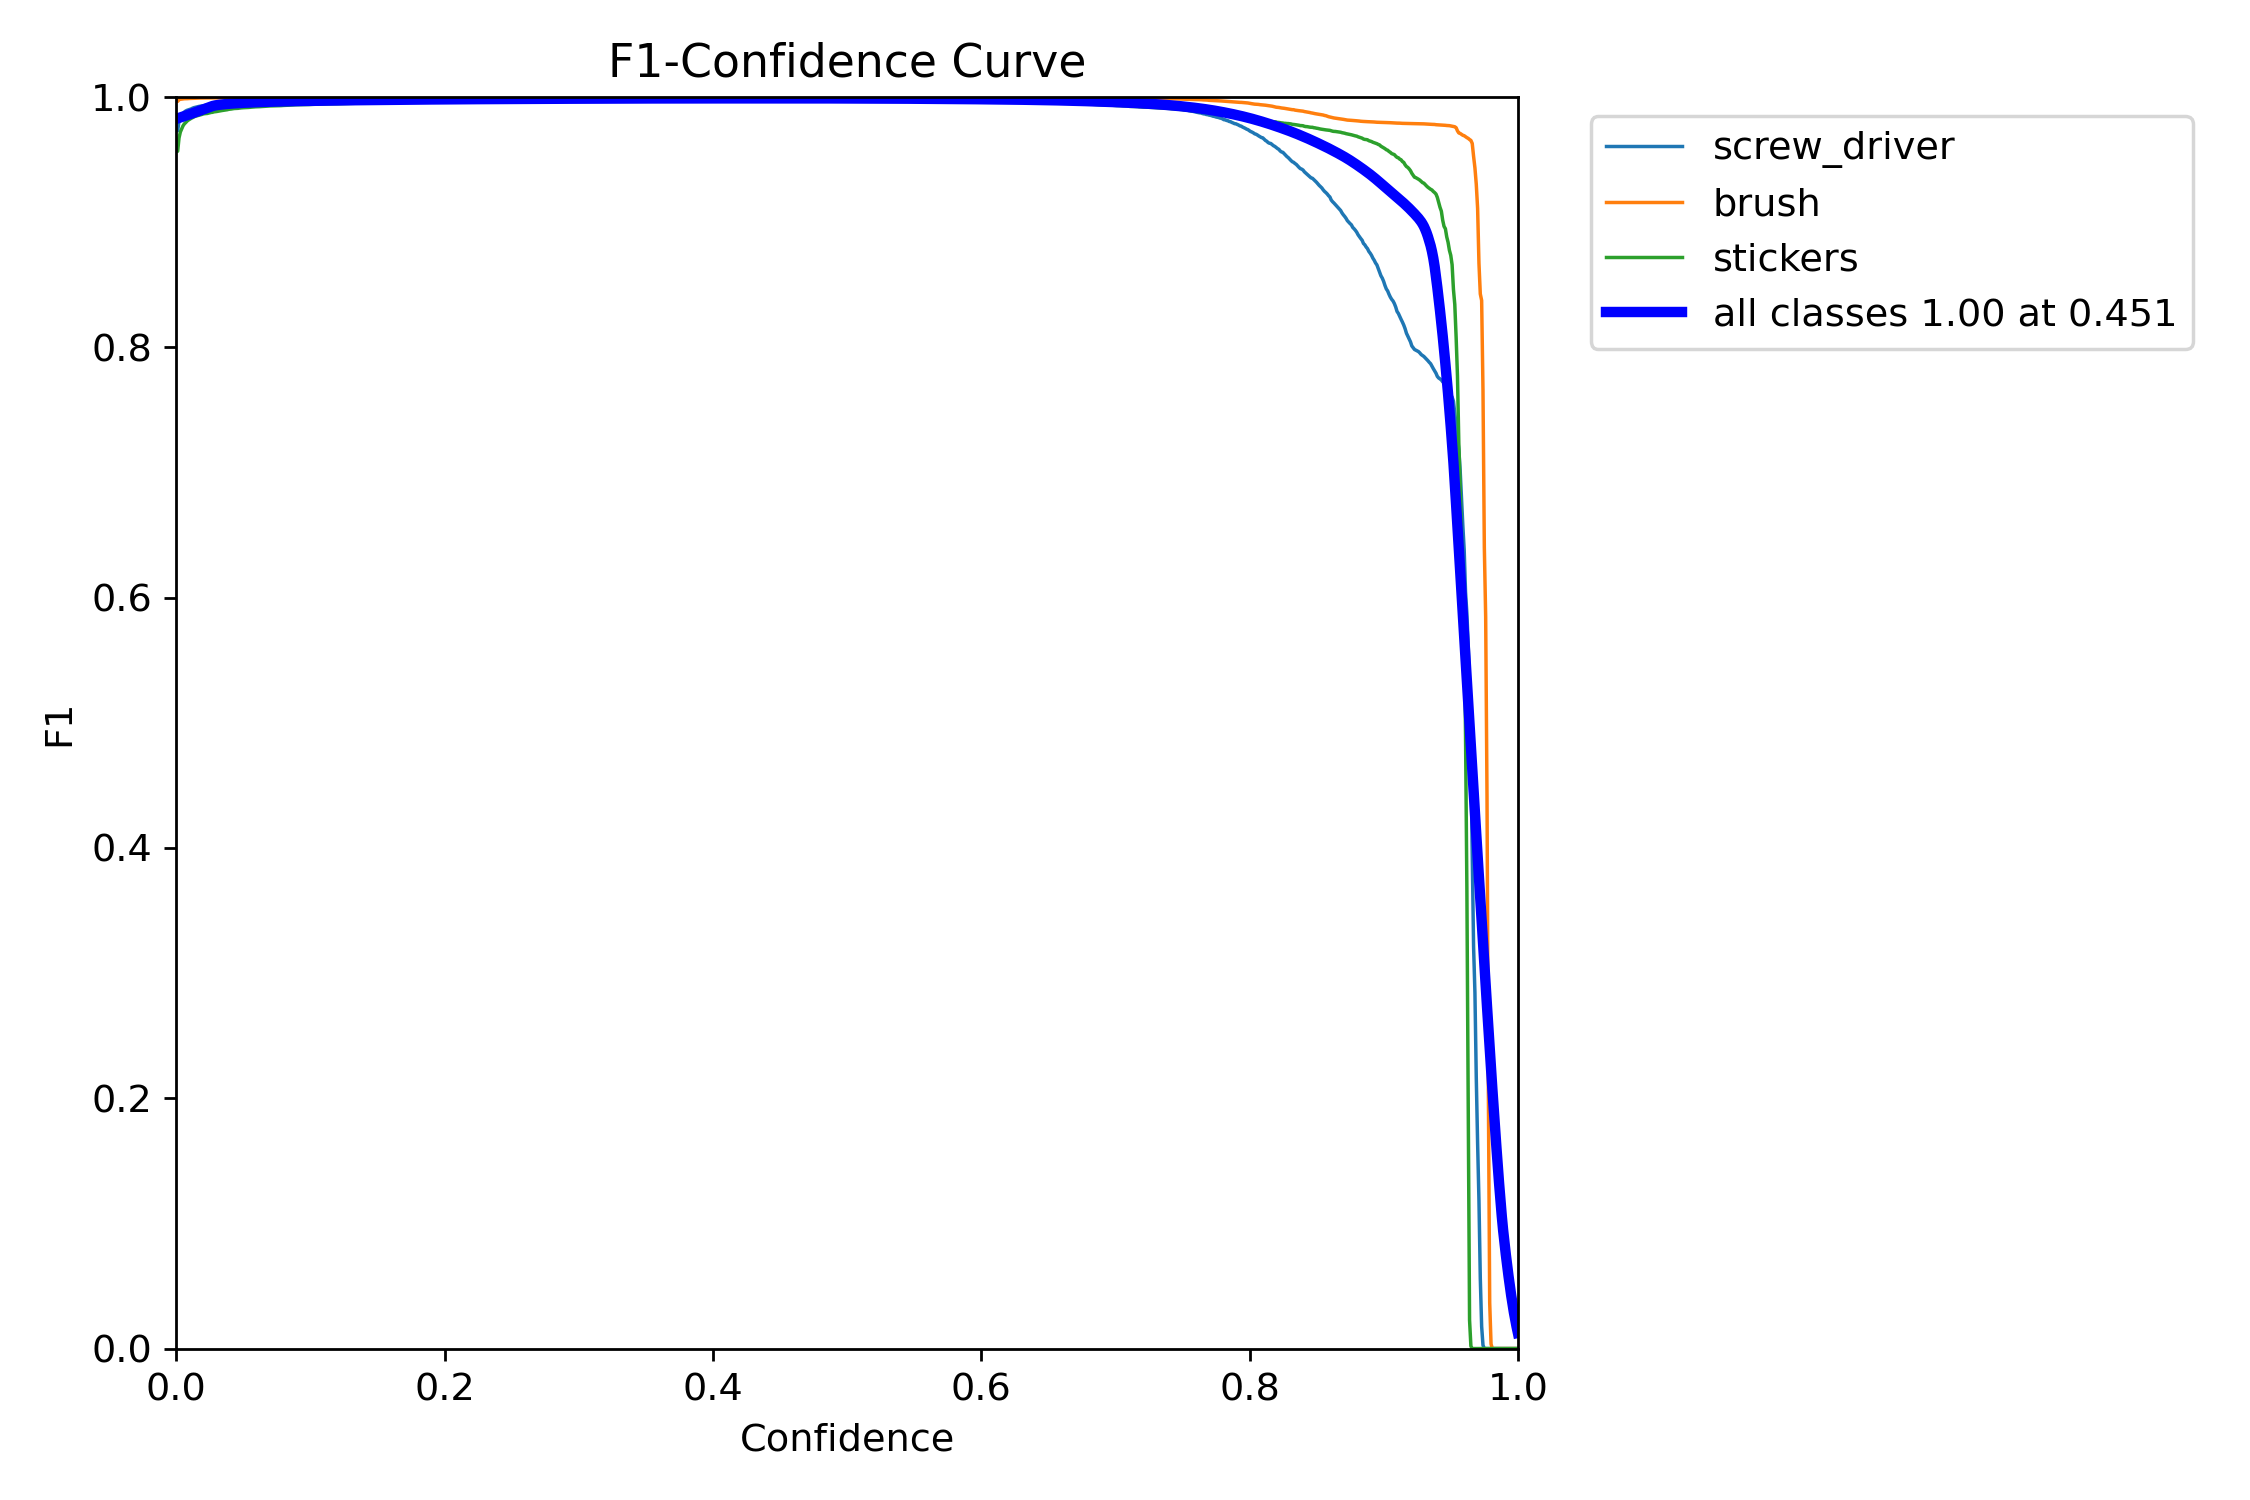 F1-Confidence Curve
1.0
0.8
0.6
0.4
0.2
0.0
F1
0.0 0.2 0.4 0.6 0.8 1.0
Confidence
screw_driver
brush
stickers
all classes 1.00 at 0.451